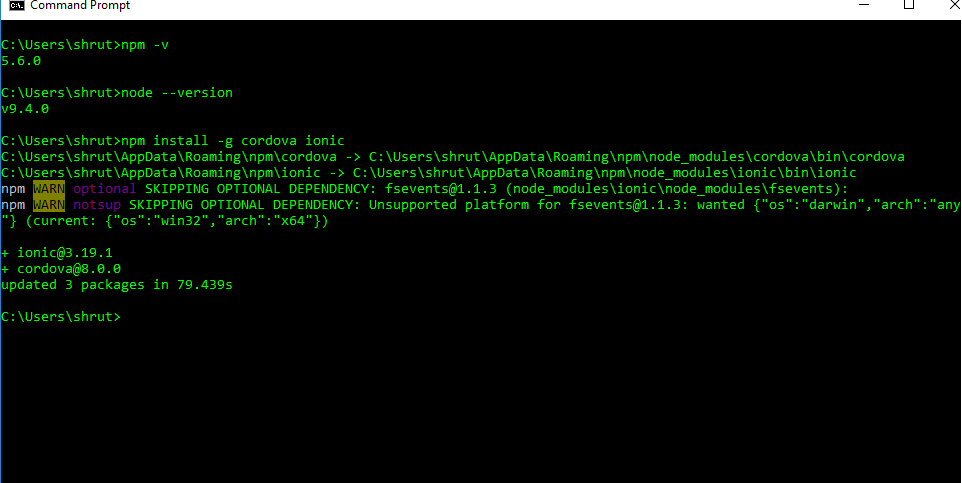 Command Prompt
C:\Users\shrut>npm -v
5.6.0
C:\Users\shrut>node --version
v9.4.0
C:\Users\shrut>npm install -g cordova ionic
C:\Users\shrut\AppData\Roaming\npm\cordova -> C:\Users\shrut\AppData\Roaming\npm\node_modules\cordova\bin\cordova
C:\Users\shrut\AppData\Roaming\npm\ionic -> C:\Users\shrut\AppData\Roaming\npm\node_modules\ionic\bin\ionic
npm WARN optional SKIPPING OPTIONAL DEPENDENCY: fsevents@1.1.3 (node_modules\ionic\node_modules\fsevents):
npm WARN notsup SKIPPING OPTIONAL DEPENDENCY: Unsupported platform for fsevents@1.1.3: wanted {"os":"darwin","arch":"any
"} (current: {"os":"win32","arch":"x64"})
+ ionic@3.19.1
+ cordova@8.0.0
updated 3 packages in 79.439s
C:\Users\shrut>